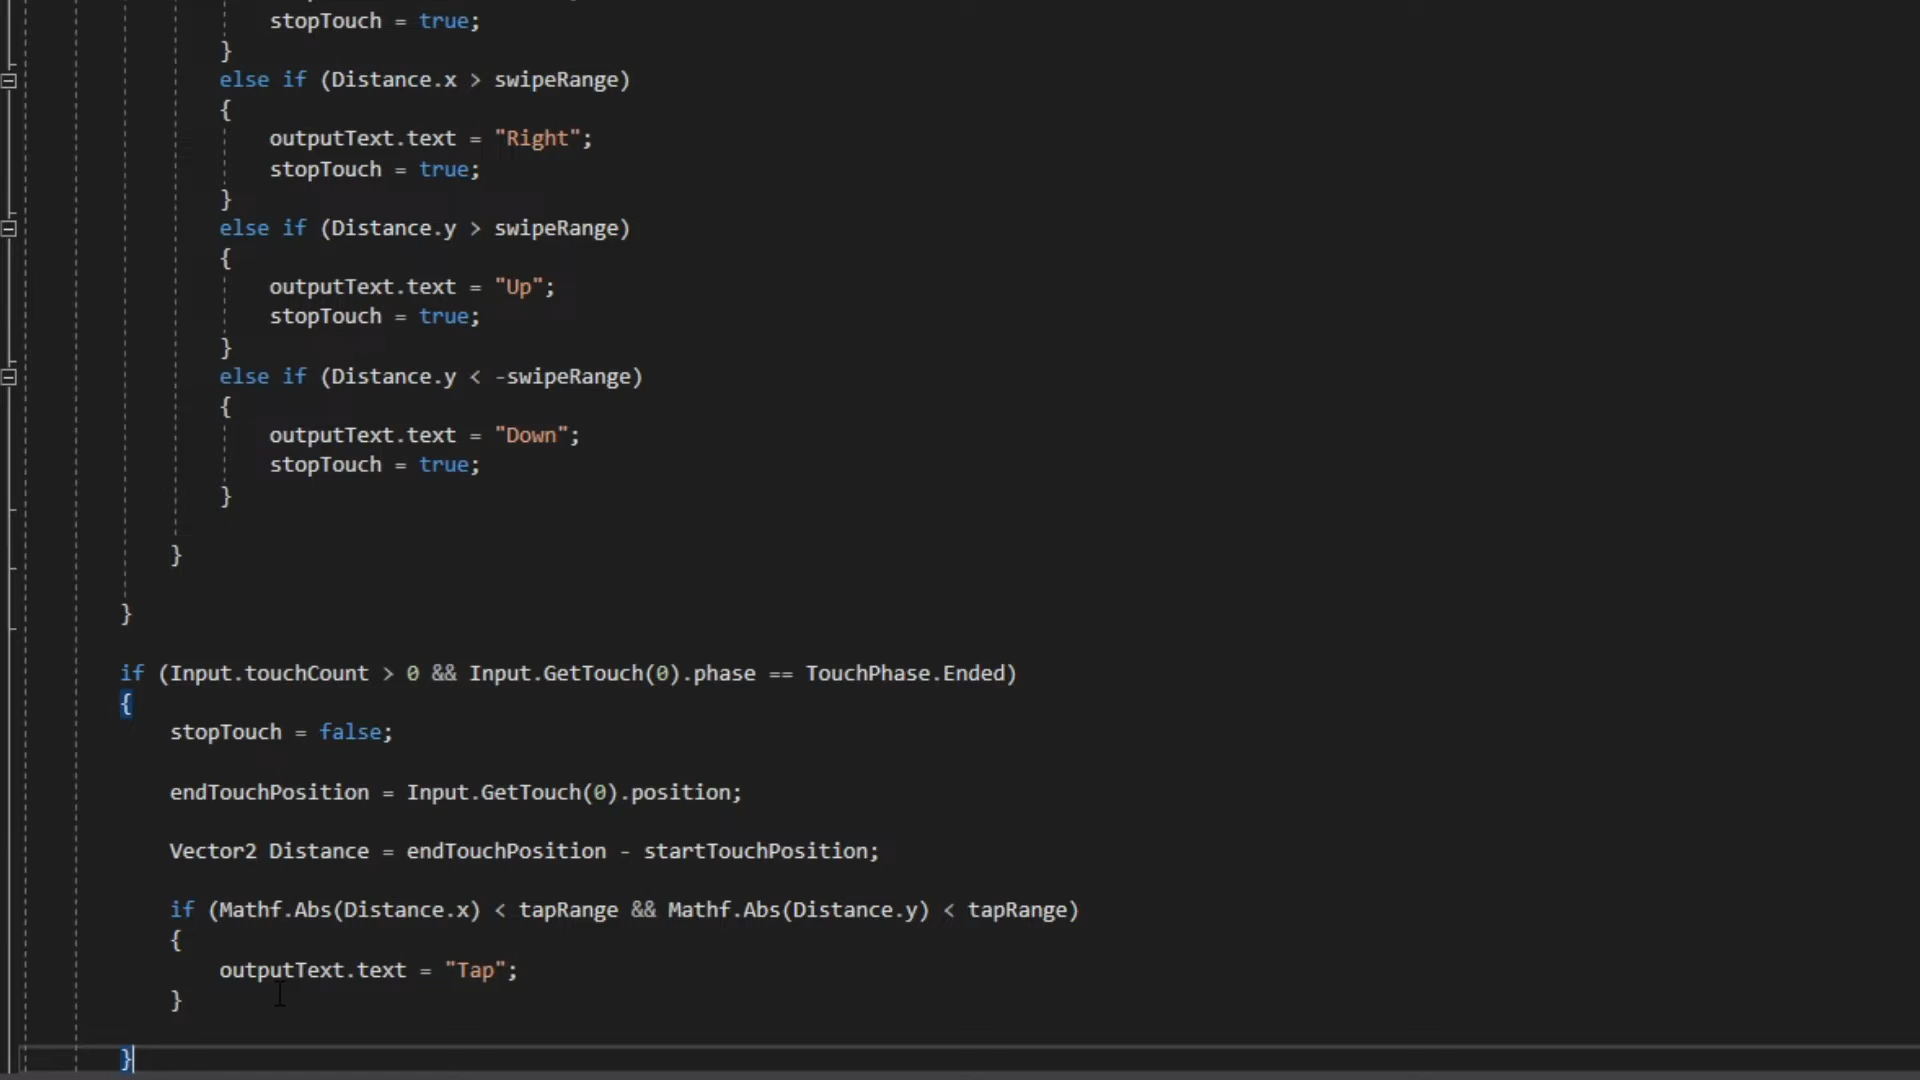 stopTouch = true;
}
else if (Distance.x > swipeRange)
{
outputText.text = "Right";
stopTouch = true;
}
else if (Distance.y > swipeRange)
{
outputText.text = "Up";
stopTouch = true;
}
else if (Distance.y < -swipeRange)
{
outputText.text = "Down";
stopTouch = true;
}
}
}
if (Input.touchCount > 0 && Input.GetTouch(0).phase == TouchPhase.Ended)
{
stopTouch = false;
endTouchPosition = Input.GetTouch(0).position;
Vector2 Distance = endTouchPosition - startTouchPosition;
if (Mathf.Abs(Distance.x) < tapRange && Mathf.Abs(Distance.y) < tapRange)
{
outputText.text = "Tap";
}
}